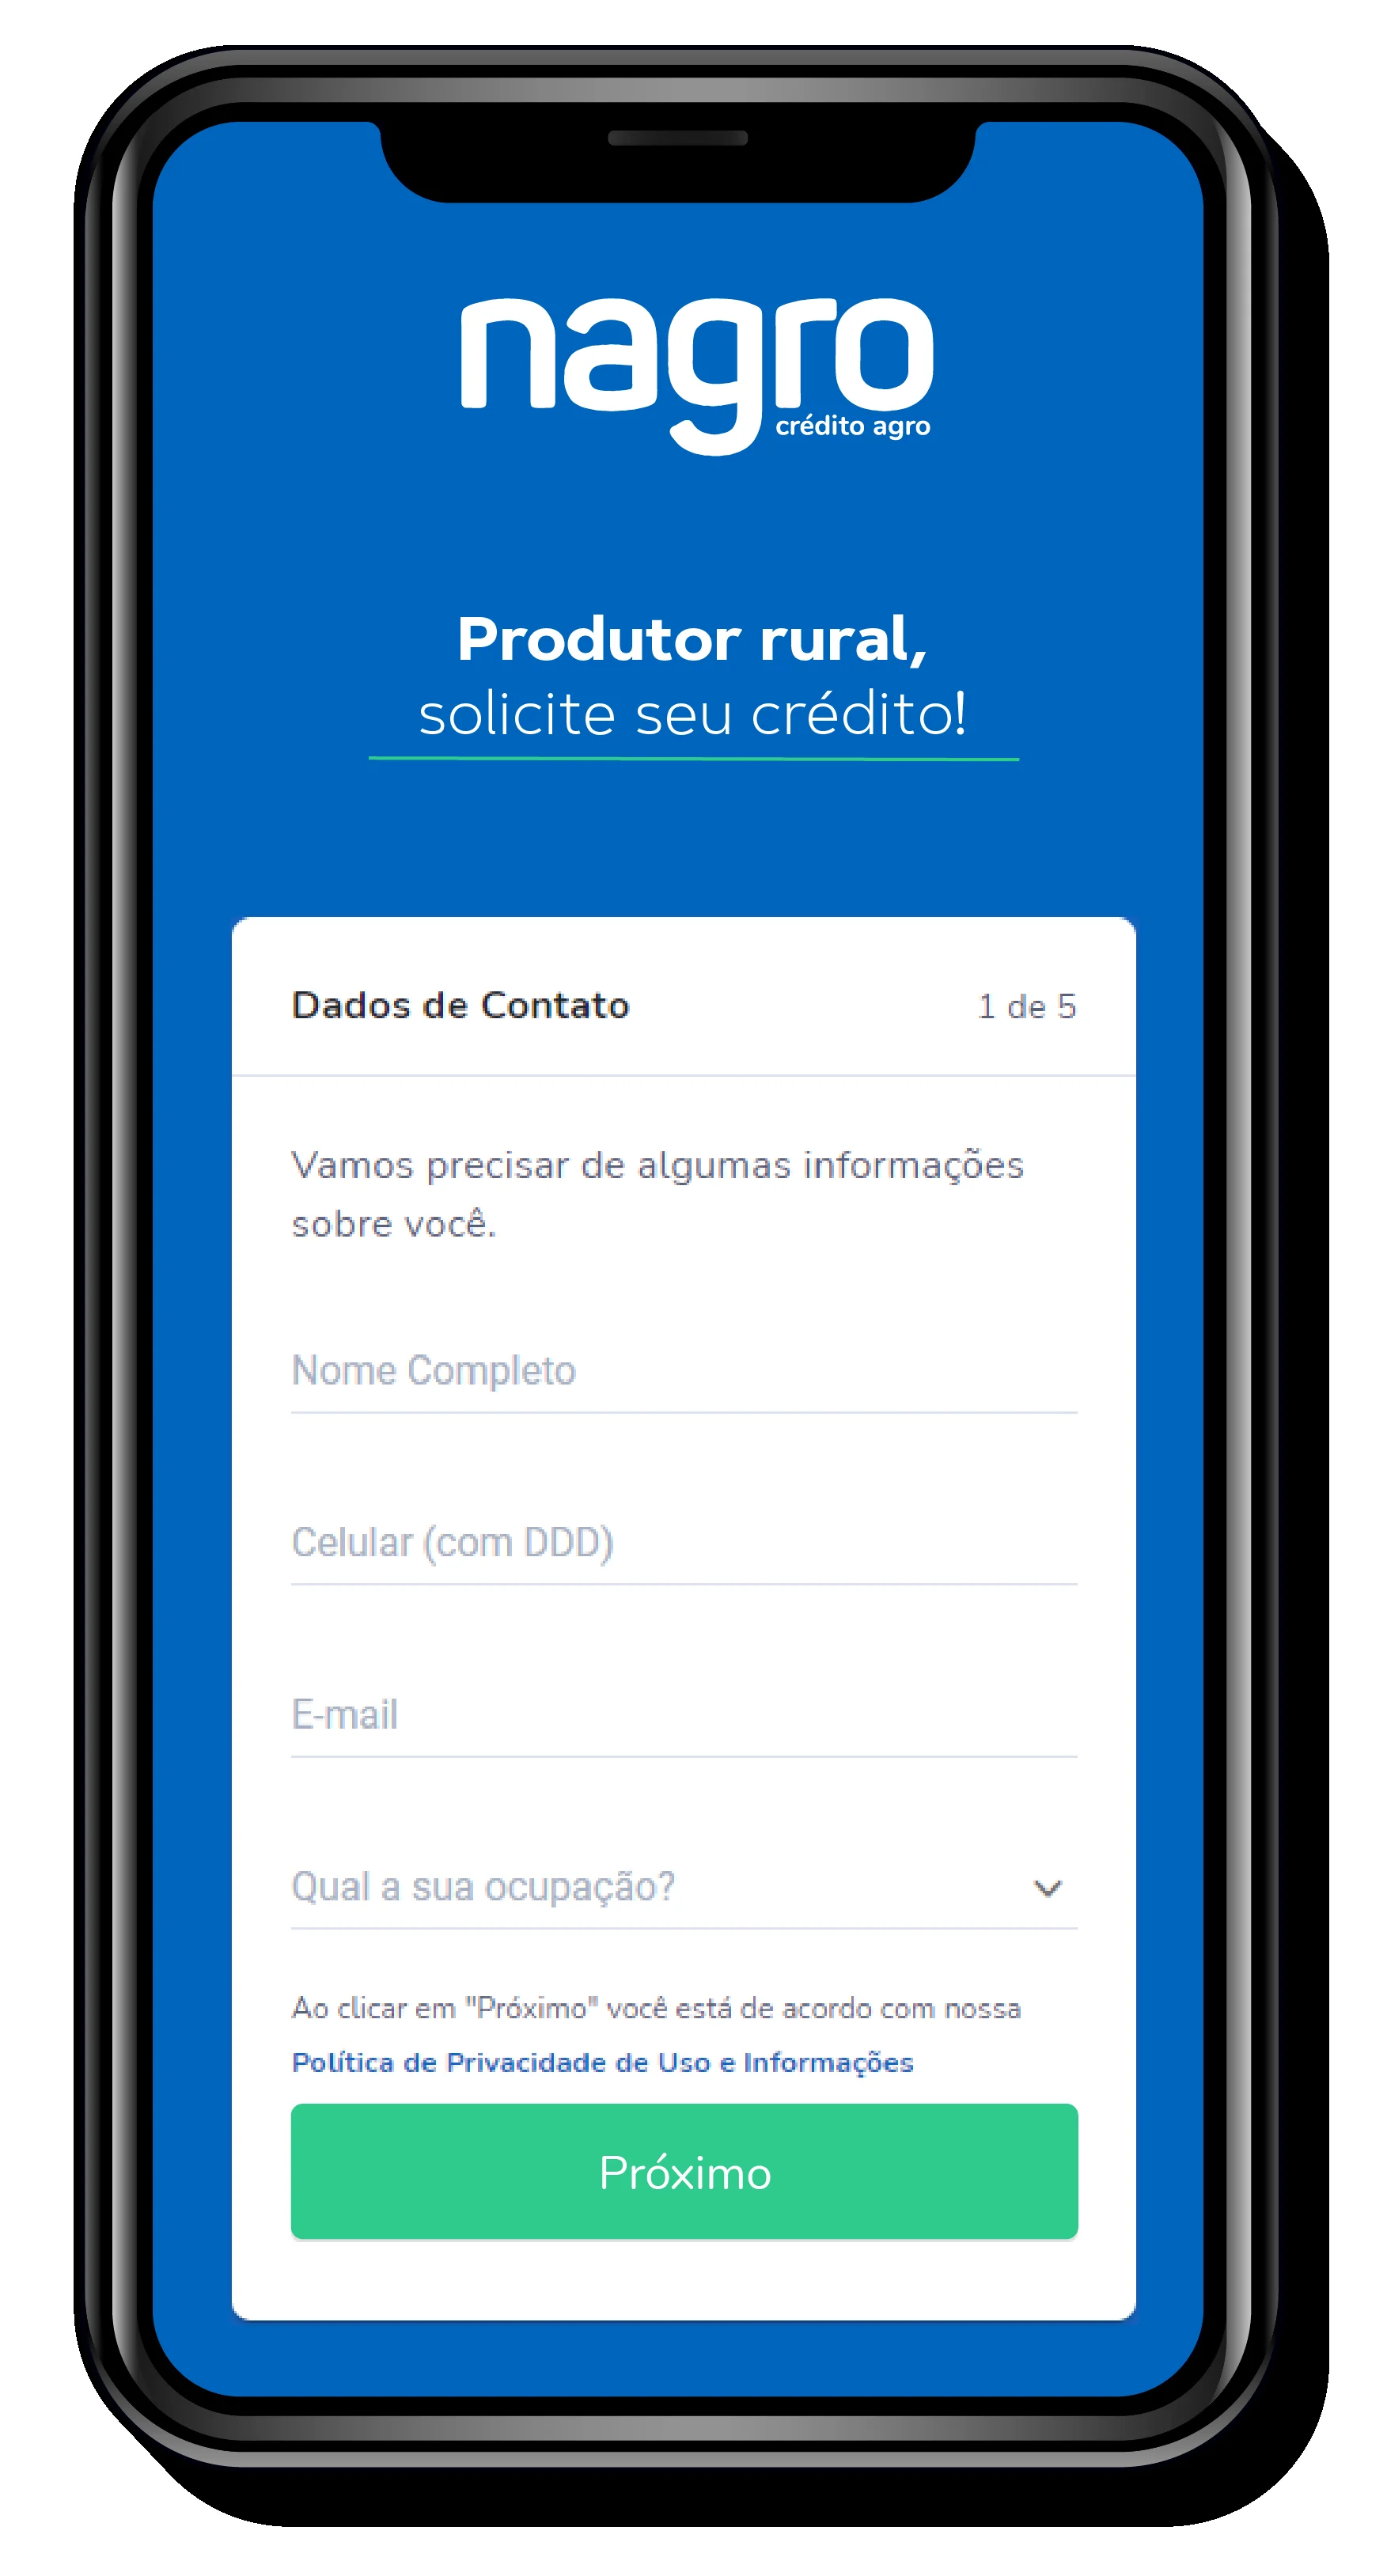 nagro
crédito agro
Produtor rural,
solicite seu crédito!
Dados de Contato
1 de 5
Vamos precisar de algumas informações
sobre você.
Nome Completo
Celular (com DDD)
E-mail
Qual a sua ocupação?
Ao clicar em "Próximo" você está de acordo com nossa
Política de Privacidade de Uso e Informações
Próximo